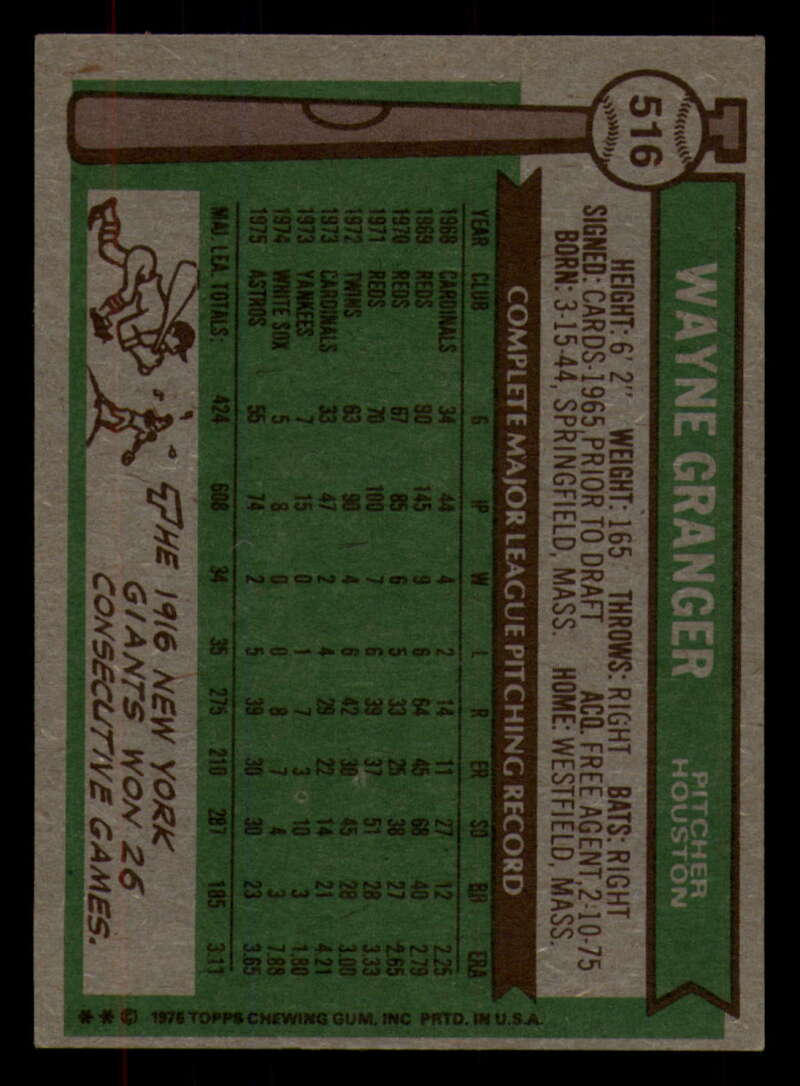 516
WAYNE GRANGER
PITCHER
HOUSTON
HEIGHT: 6' 2" WEIGHT: 165 THROWS: RIGHT BATS: RIGHT
SIGNED: CARDS-1965 PRIOR TO DRAFT ACQ. FREE AGENT, 2-10-75
BORN: 3-15-44, SPRINGFIELD, MASS. HOME: WESTFIELD, MASS.
COMPLETE MAJOR LEAGUE PITCHING RECORD
YEAR CLUB G IP W L R ER SO BB ERA
1968 CARDINALS 34 44 4 2 14 11 27 12 2.25
1969 REDS 90 145 9 6 64 45 68 40 2.79
1970 REDS 67 85 6 5 33 25 38 27 2.65
1971 REDS 70 100 7 6 39 37 51 28 3.33
1972 TWINS 63 90 4 6 42 30 45 28 3.00
1973 CARDINALS 33 47 2 4 29 22 14 21 4.21
1973 YANKEES 7 15 0 1 7 3 10 3 1.80
1974 WHITE SOX 5 8 0 0 8 7 4 3 7.88
1975 ASTROS 55 74 2 5 39 30 30 23 3.65
MAJ. LEA. TOTALS: 424 608 34 35 275 210 287 185 3.11
THE 1916 NEW YORK
GIANTS WON 26
CONSECUTIVE GAMES.
** © 1976 TOPPS CHEWING GUM, INC PRTD. IN U.S.A.